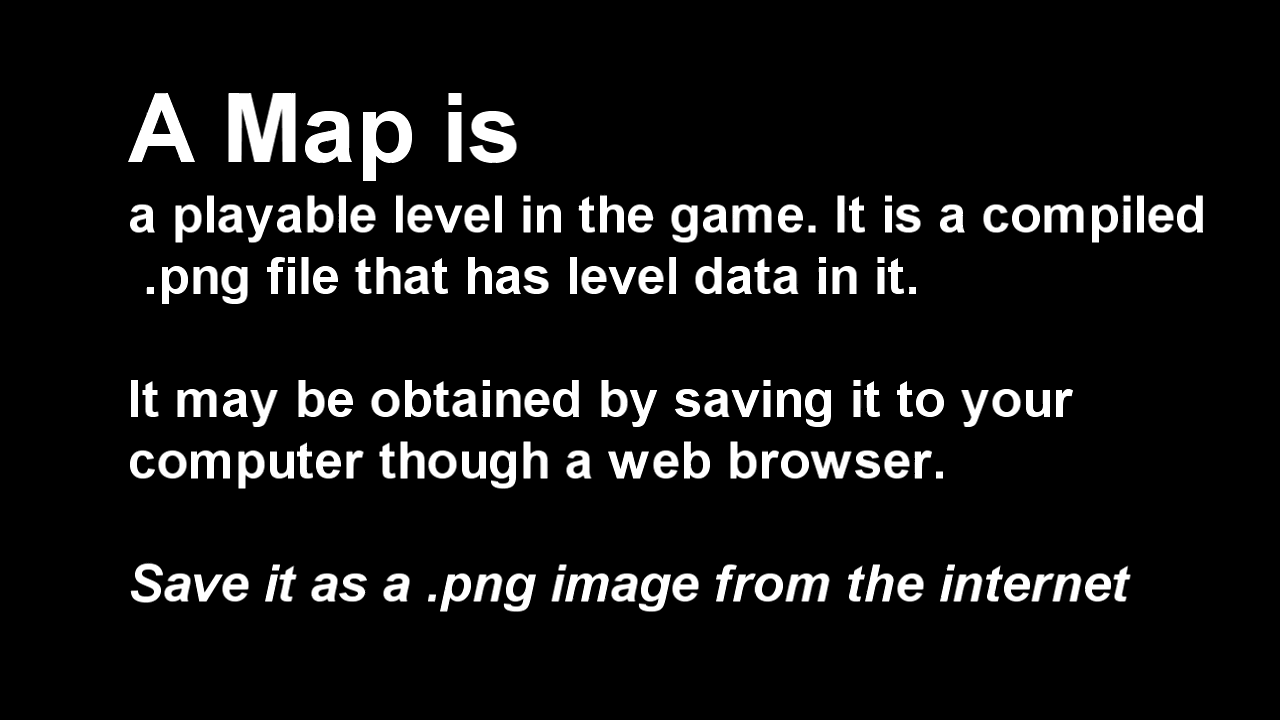 A Map is
a playable level in the game. It is a compiled
.png file that has level data in it.
It may be obtained by saving it to your
computer though a web browser.
Save it as a .png image from the internet